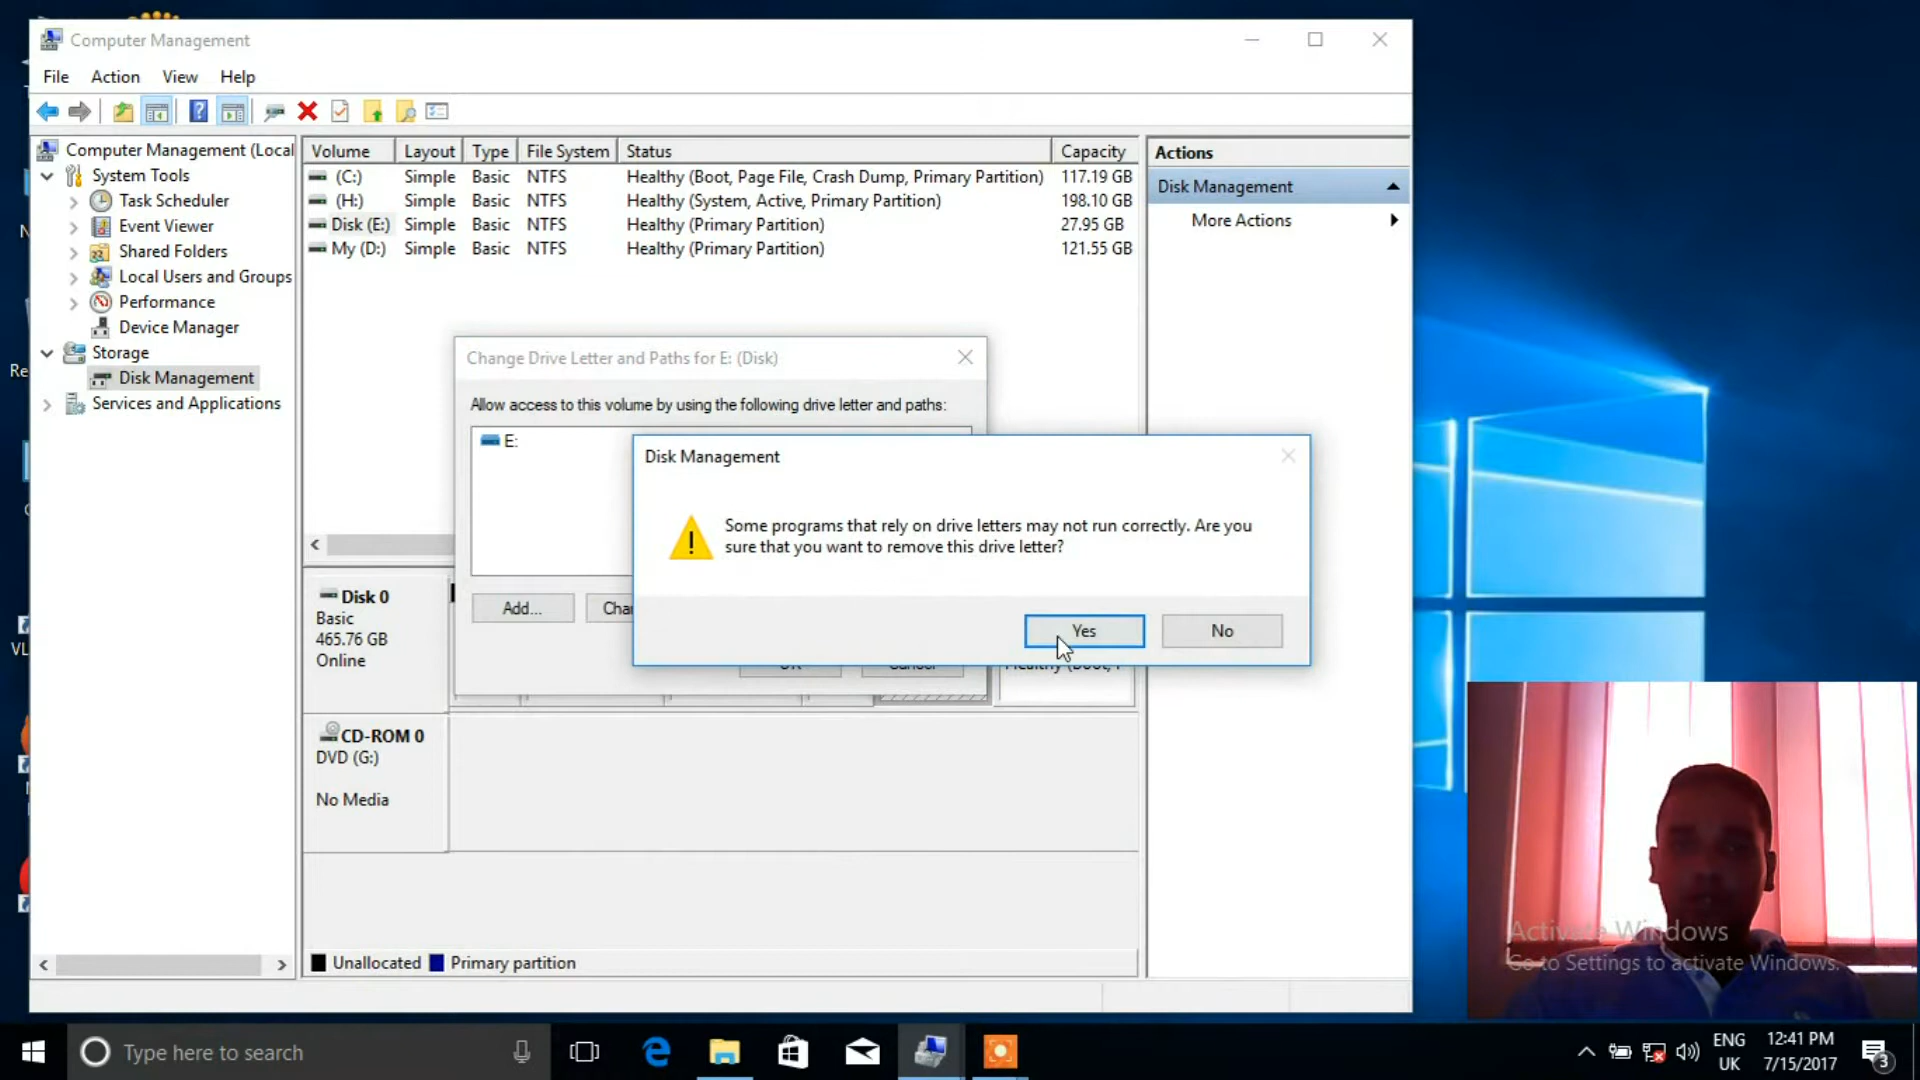 Computer Management
File Action View Help
Computer Management (Local
System Tools
Task Scheduler
Event Viewer
Shared Folders
Local Users and Groups
Performance
Device Manager
Storage
Disk Management
Services and Applications
Volume Layout Type File System Status Capacity
(C:) Simple Basic NTFS Healthy (Boot, Page File, Crash Dump, Primary Partition) 117.19 GB
(H:) Simple Basic NTFS Healthy (System, Active, Primary Partition) 198.10 GB
Disk (E:) Simple Basic NTFS Healthy (Primary Partition) 27.95 GB
My (D:) Simple Basic NTFS Healthy (Primary Partition) 121.55 GB
Actions
Disk Management
More Actions
Change Drive Letter and Paths for E: (Disk)
Allow access to this volume by using the following drive letter and paths:
E:
Add...
Disk Management
Some programs that rely on drive letters may not run correctly. Are you
sure that you want to remove this drive letter?
Yes No
Disk 0
Basic
465.76 GB
Online
CD-ROM 0
DVD (G:)
No Media
Unallocated Primary partition
Activate Windows
Go to Settings to activate Windows.
Type here to search
ENG
UK
12:41 PM
7/15/2017
3